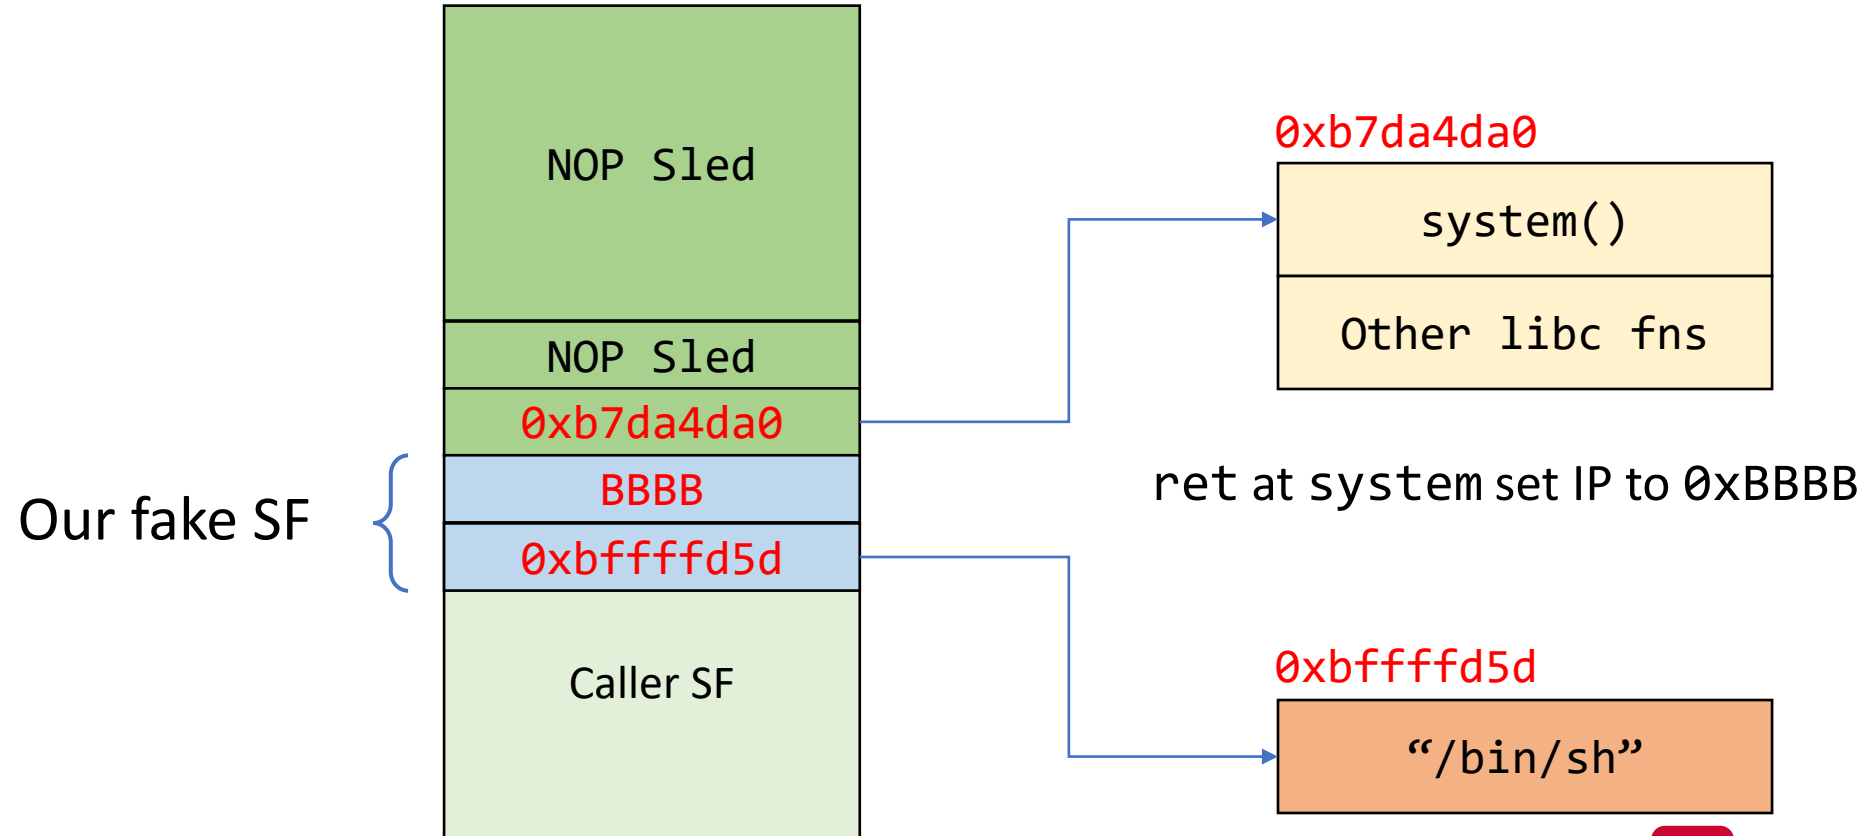 NOP Sled
NOP Sled
0xb7da4da0
BBBB
0xbffffd5d
Caller SF
Our fake SF
0xb7da4da0
system()
Other libc fns
ret at system set IP to 0xBBBB
0xbffffd5d
“/bin/sh”